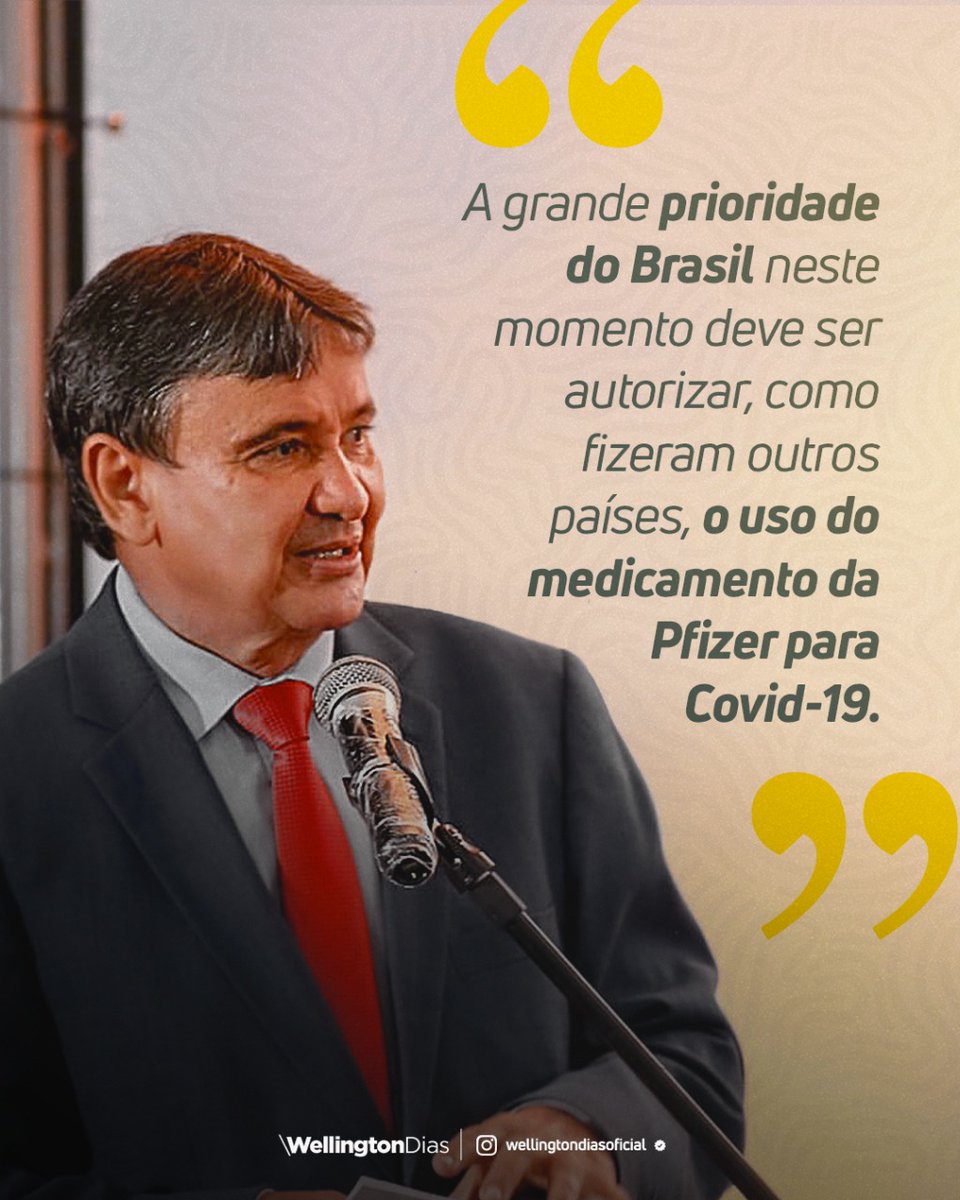 A grande prioridade
do Brasil neste
momento deve ser
autorizar, como
fizeram outros
países, o uso do
medicamento da
Pfizer para
Covid-19.
\WellingtonDias | wellingtondiasoficial